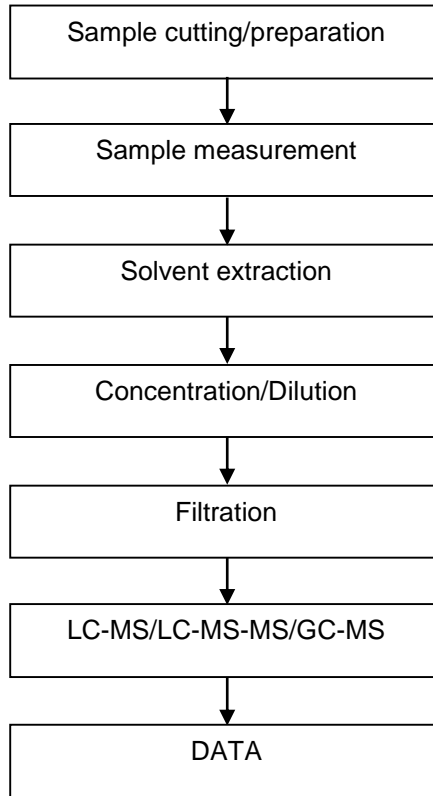 Sample cutting/preparation
Sample measurement
Solvent extraction
Concentration/Dilution
Filtration
LC-MS/LC-MS-MS/GC-MS
DATA